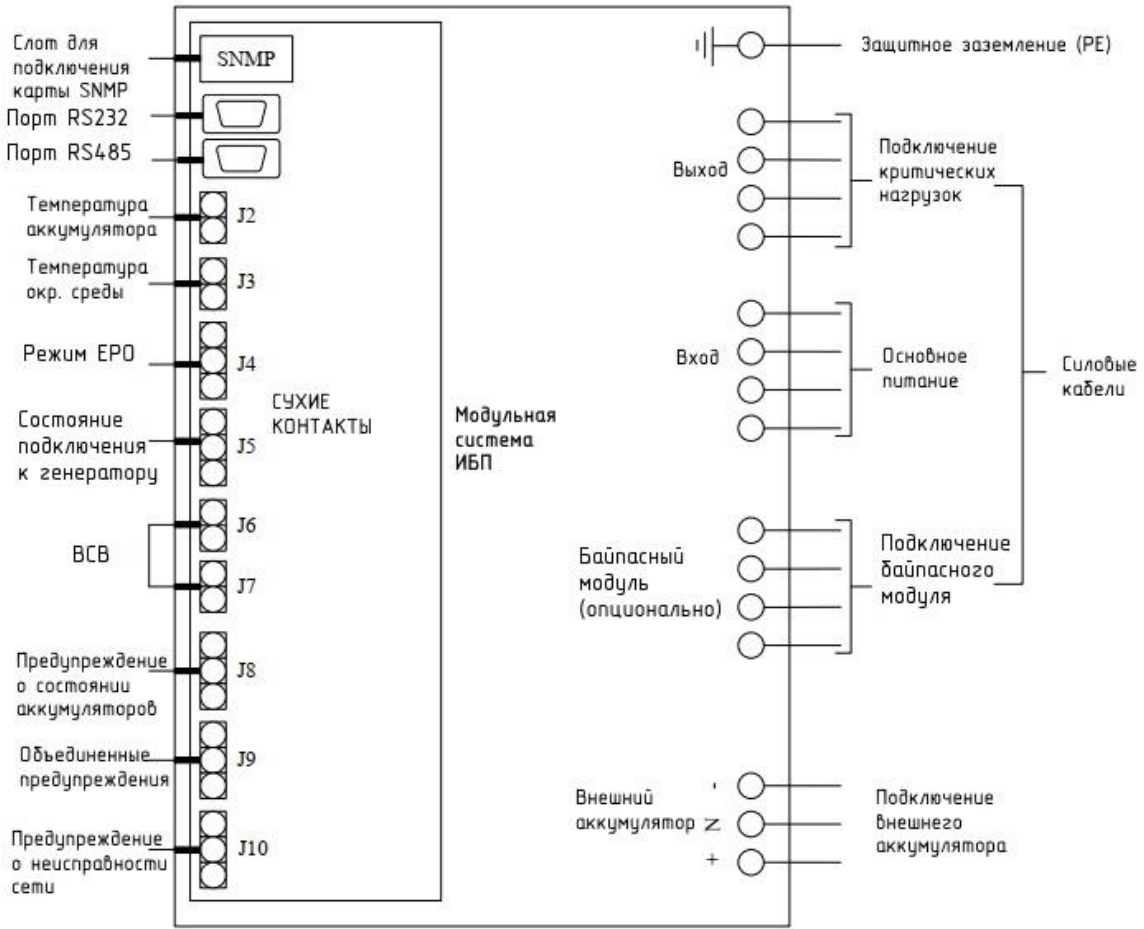 Слот для
подключения
карты SNMP
SNMP
Порт RS232
Порт RS485
Температура
аккумулятора
J2
Температура
окр. среды
J3
Режим EPO
J4
СУХИЕ
КОНТАКТЫ
Состояние
подключения
к генератору
J5
BCB
J6
J7
Предупреждение
о состоянии
аккумуляторов
J8
Объединенные
предупреждения
J9
Предупреждение
о неисправности
сети
J10
Модульная
система
ИБП
Защитное заземление (PE)
Выход
Подключение
критических
нагрузок
Вход
Основное
питание
Силовые
кабели
Байпасный
модуль
(опционально)
Подключение
байпасного
модуля
Внешний
аккумулятор
-
N
+
Подключение
внешнего
аккумулятора